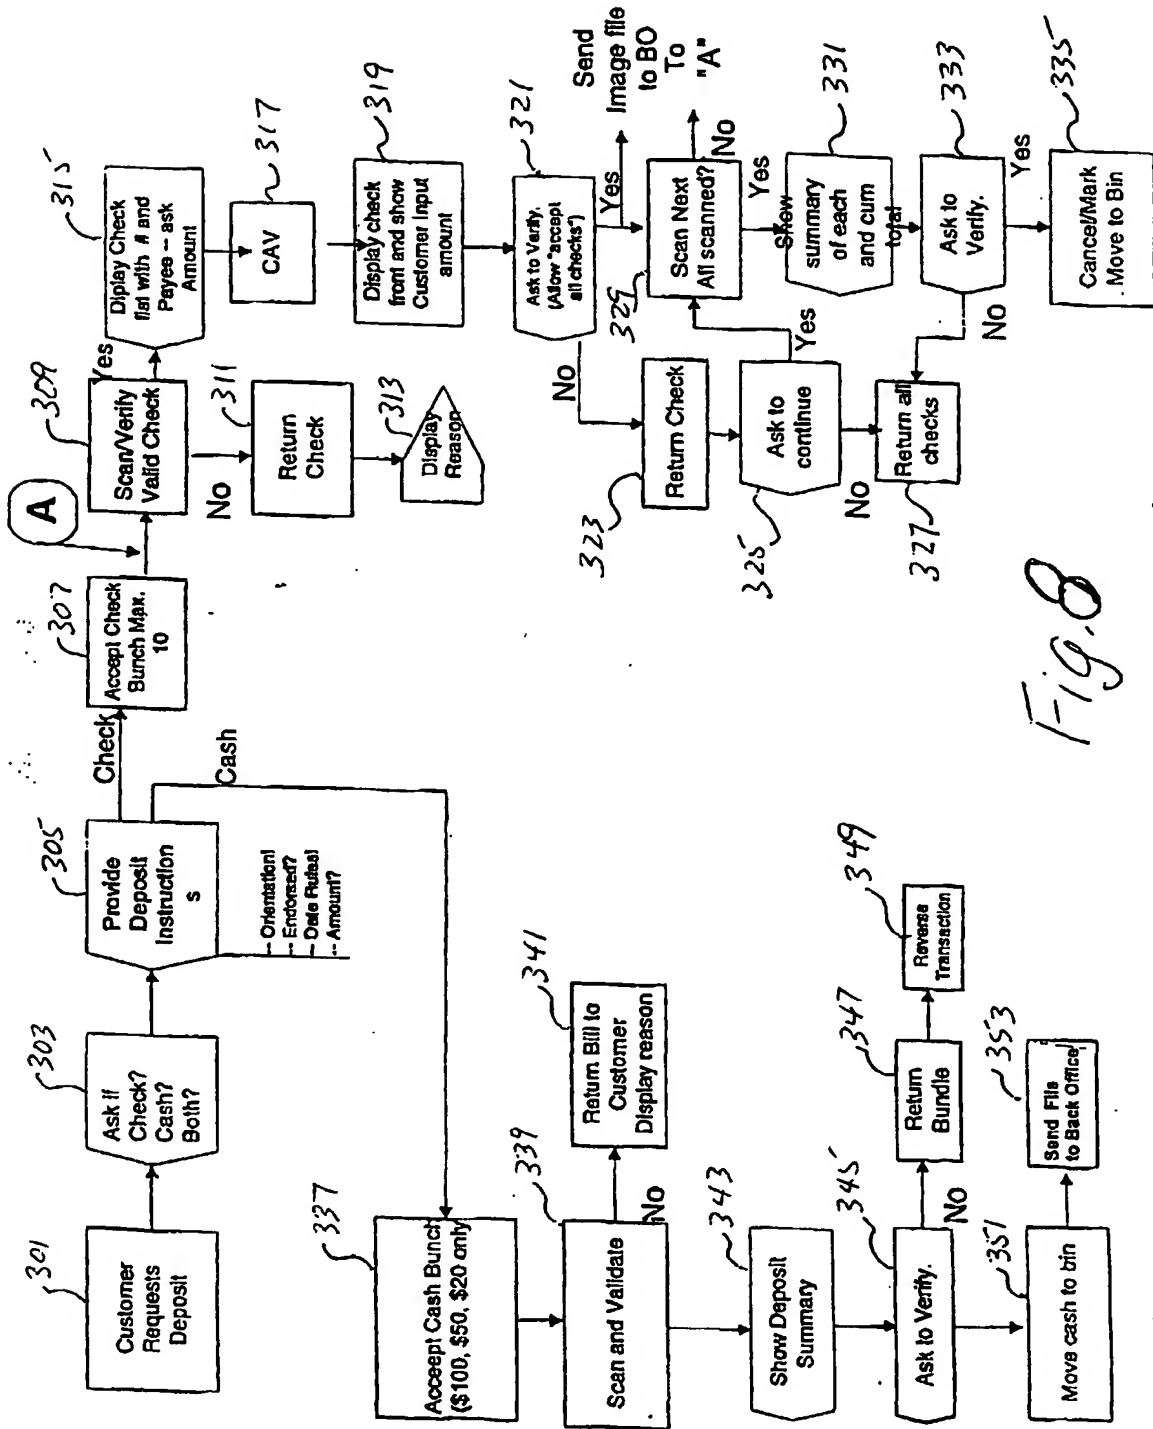 301
Customer
Requests
Deposit
303
Ask if
Check?
Cash?
Both?
305
Provide
Deposit
Instruction
s
-- Orientation!
-- Endorsed?
-- Date Rules!
-- Amount?
Check
Cash
307
Accept Check
Bunch Max.
10
A
309
Scan/Verify
Valid Check
Yes
No
311
Return
Check
313
Display
Reason
315
Diplay Check
flat with # and
Payee -- ask
Amount
317
CAV
319
Display check
front and show
Customer Input
amount
321
Ask to Verify.
(Allow "accept
all checks")
Yes
No
Send
Image file
to BO
To
"A"
323
Return Check
325
Ask to
continue
Yes
No
327
Return all
checks
329
Scan Next
All scanned?
No
Yes
331
Show
summary
of each
and cum
total
333
Ask to
Verify.
Yes
No
335
Cancel/Mark
Move to Bin
337
Acceept Cash Bunch
($100, $50, $20 only)
339
Scan and Validate
No
341
Return Bill to
Customer
Display reason
343
Show Deposit
Summary
345
Ask to Verify.
No
347
Return
Bundle
349
Reverse
Transaction
351
Move cash to bin
353
Send File
to Back Office
Fig. 8